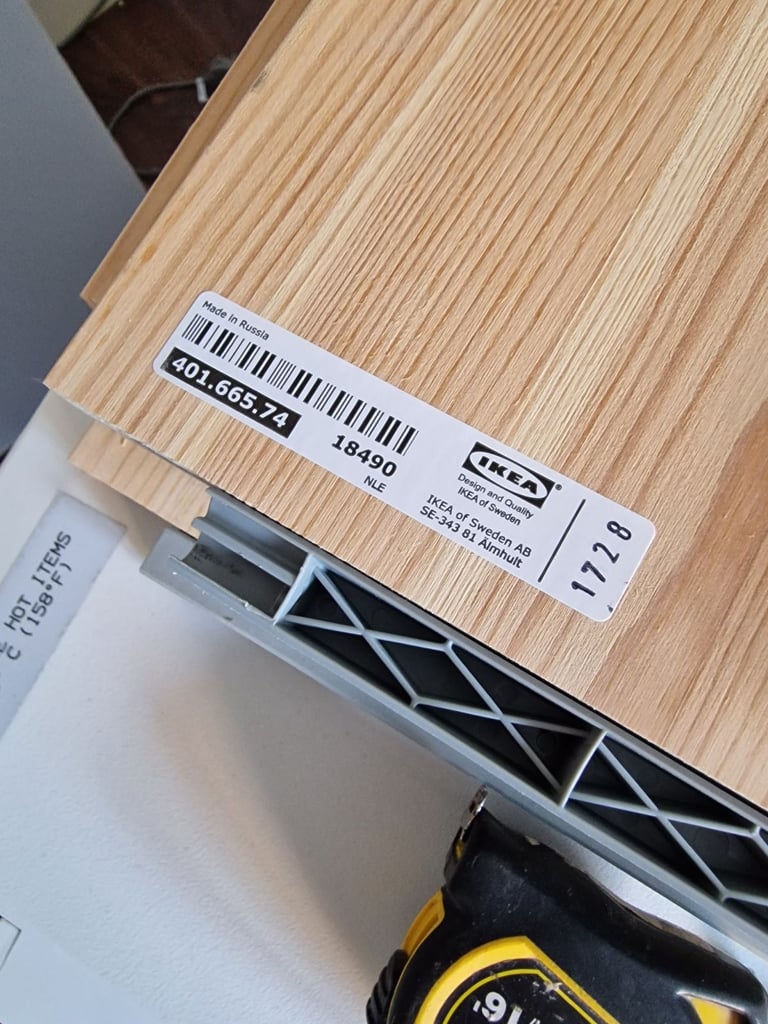 Made in Russia
401.665.74
18490
NLE
IKEA®
Design and Quality
IKEA of Sweden
IKEA of Sweden AB
SE-343 81 Älmhult
1728
HOT ITEMS
C (158°F)
16'